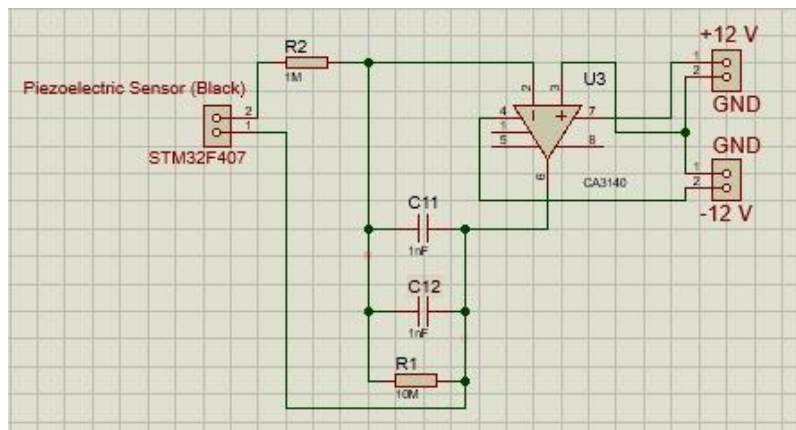 R2
1M
Piezoelectric Sensor (Black)
2
1
STM32F407
+12 V
1
2
GND
U3
2
3
4
7
1
5
8
6
CA3140
GND
1
2
-12 V
C11
1nF
C12
1nF
R1
10M